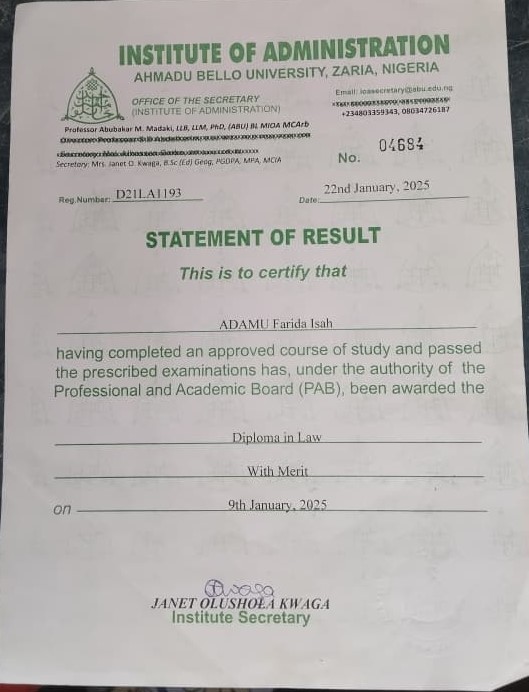 INSTITUTE OF ADMINISTRATION
AHMADU BELLO UNIVERSITY, ZARIA, NIGERIA
OFFICE OF THE SECRETARY
(INSTITUTE OF ADMINISTRATION)
Email: ioasecretary@abu.edu.ng
+234803359343, 08034726187
Professor Abubakar M. Madaki, LLB, LLM, PhD, (ABU) BL MIOA MCArb
Secretary: Mrs. Janet O. Kwaga, B.Sc (Ed) Geog, PGDPA, MPA, MCIA
No. 04684
Reg.Number: D21LA1193
Date: 22nd January, 2025
STATEMENT OF RESULT
This is to certify that
ADAMU Farida Isah
having completed an approved course of study and passed
the prescribed examinations has, under the authority of the
Professional and Academic Board (PAB), been awarded the
Diploma in Law
With Merit
on 9th January, 2025
JANET OLUSHOLA KWAGA
Institute Secretary